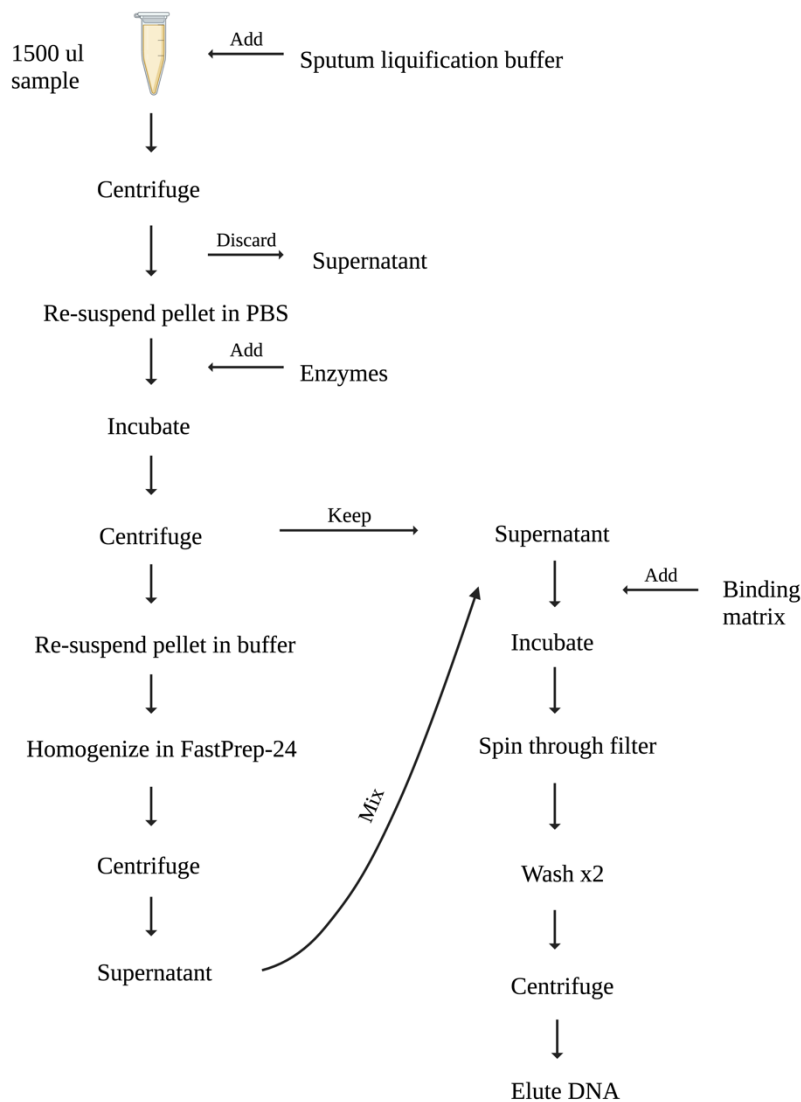 1500 ul
sample
Add
Sputum liquification buffer
Centrifuge
Discard
Supernatant
Re-suspend pellet in PBS
Add
Enzymes
Incubate
Centrifuge
Keep
Supernatant
Add
Binding
matrix
Re-suspend pellet in buffer
Incubate
Homogenize in FastPrep-24
Spin through filter
Mix
Centrifuge
Wash x2
Supernatant
Centrifuge
Elute DNA